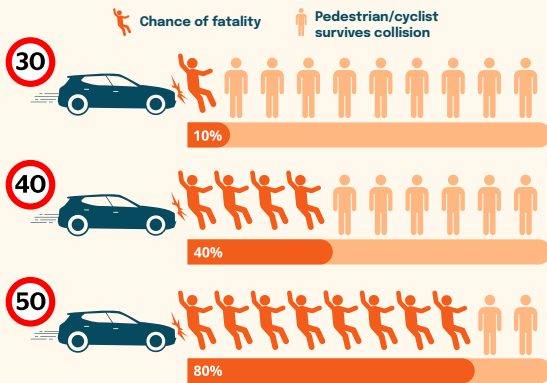 Chance of fatality
Pedestrian/cyclist
survives collision
30
10%
40
40%
50
80%